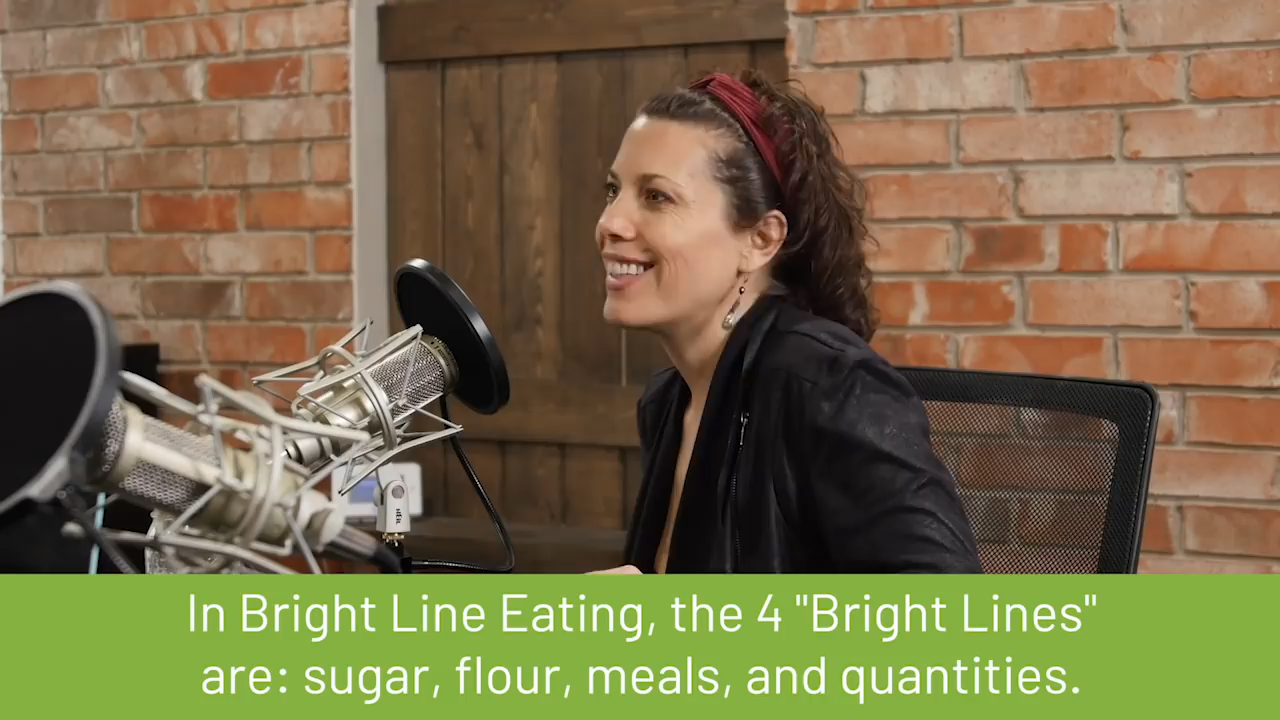 In Bright Line Eating, the 4 "Bright Lines"
are: sugar, flour, meals, and quantities.